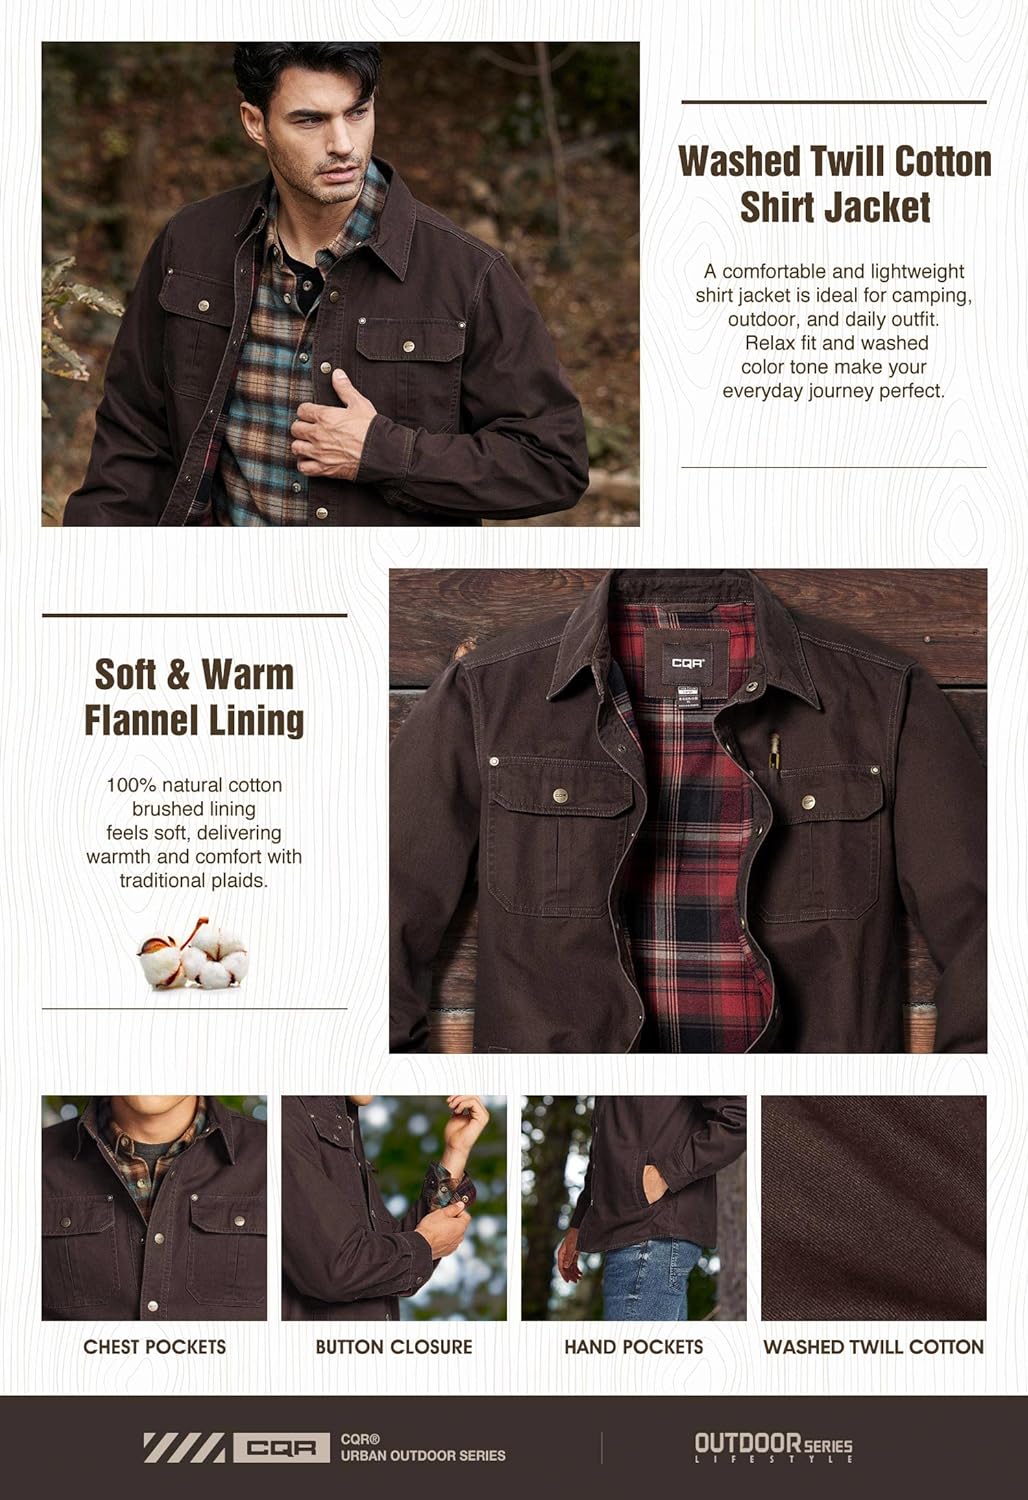 Washed Twill Cotton
Shirt Jacket
A comfortable and lightweight
shirt jacket is ideal for camping,
outdoor, and daily outfit.
Relax fit and washed
color tone make your
everyday journey perfect.
Soft & Warm
Flannel Lining
100% natural cotton
brushed lining
feels soft, delivering
warmth and comfort with
traditional plaids.
CQR
CHEST POCKETS
BUTTON CLOSURE
HAND POCKETS
WASHED TWILL COTTON
CQR
CQR®
URBAN OUTDOOR SERIES
OUTDOOR SERIES
LIFESTYLE